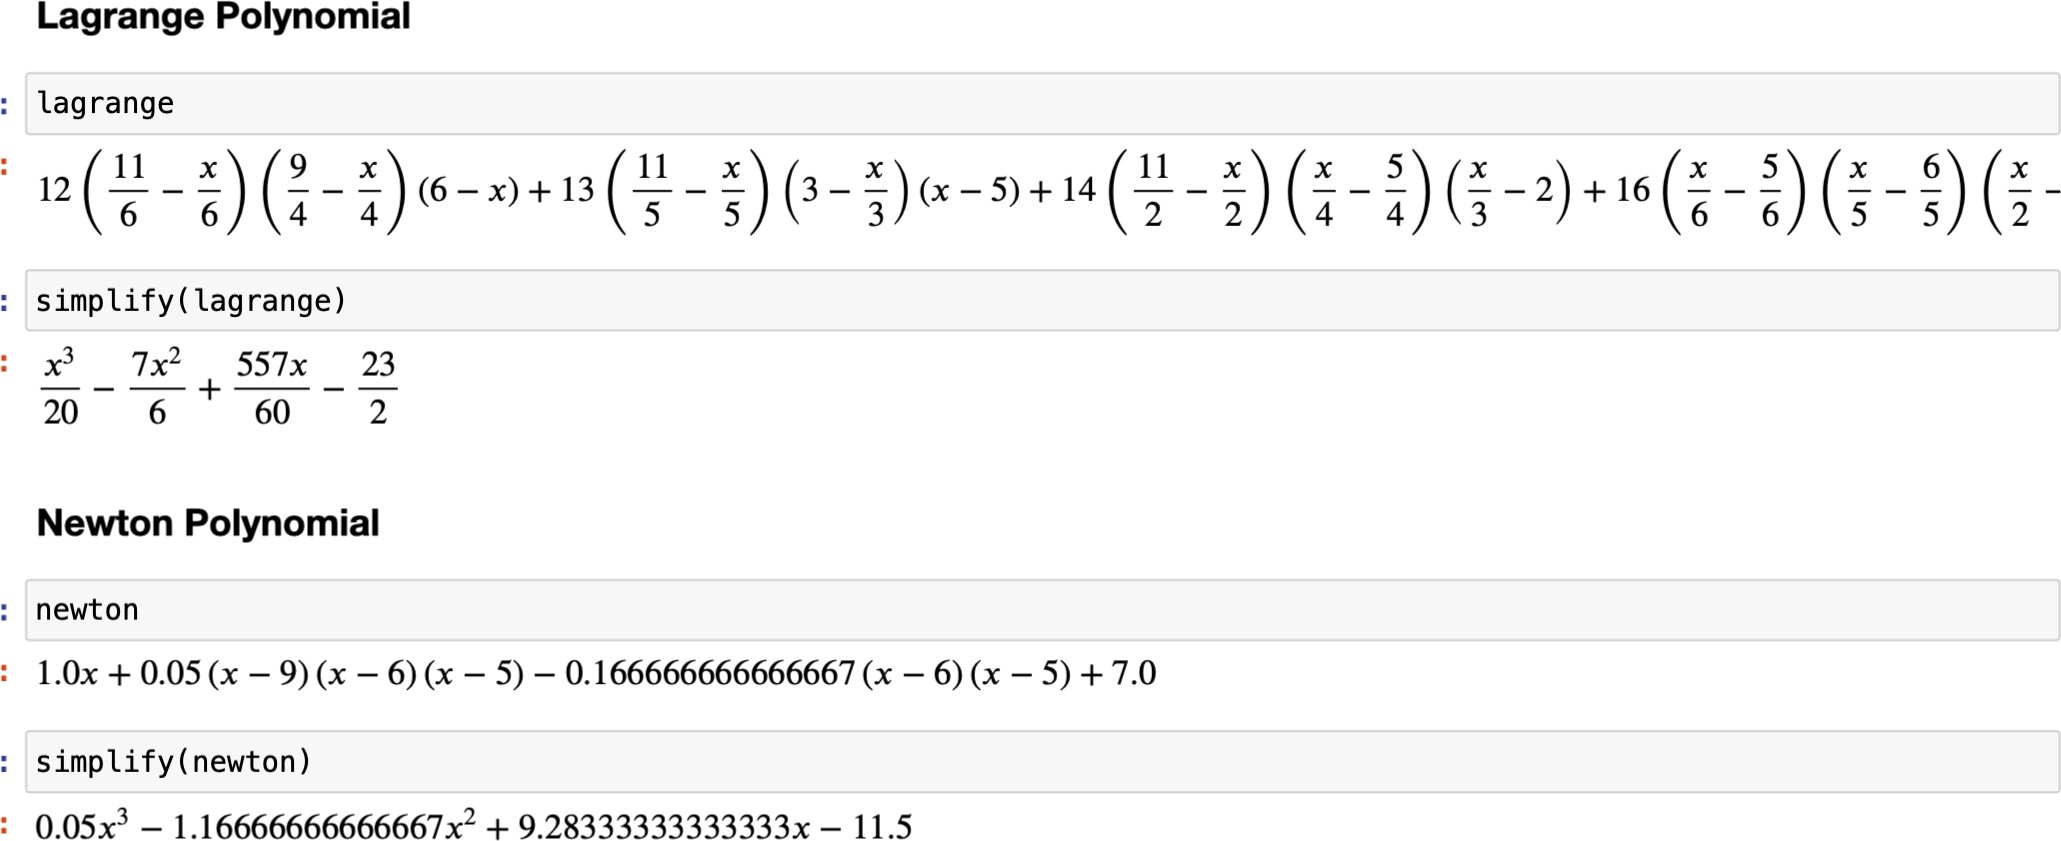 Lagrange Polynomial
: lagrange
: 12 (11/6 − x/6) (9/4 − x/4) (6 − x) + 13 (11/5 − x/5) (3 − x/3) (x − 5) + 14 (11/2 − x/2) (x/4 − 5/4) (x/3 − 2) + 16 (x/6 − 5/6) (x/5 − 6/5) (x/2 −
: simplify(lagrange)
: x³/20 − 7x²/6 + 557x/60 − 23/2
Newton Polynomial
: newton
: 1.0x + 0.05 (x − 9) (x − 6) (x − 5) − 0.166666666666667 (x − 6) (x − 5) + 7.0
: simplify(newton)
: 0.05x³ − 1.16666666666667x² + 9.28333333333333x − 11.5